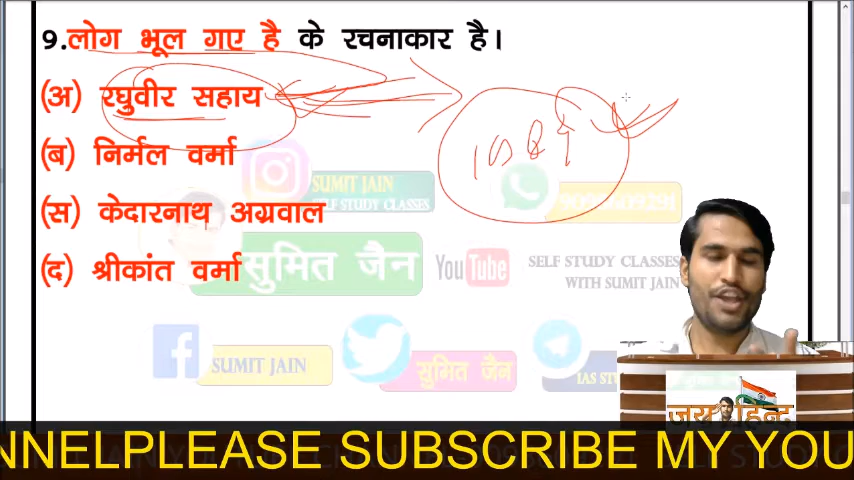 9.लोग भूल गए है के रचनाकार है।
(अ) रघुवीर सहाय
(ब) निर्मल वर्मा
(स) केदारनाथ अग्रवाल
(द) श्रीकांत वर्मा
SUMIT JAIN
SELF STUDY CLASSES
सुमित जैन
YouTube
SELF STUDY CLASSES
WITH SUMIT JAIN
SUMIT JAIN
सुमित जैन
जय हिन्द
NNELPLEASE SUBSCRIBE MY YOU